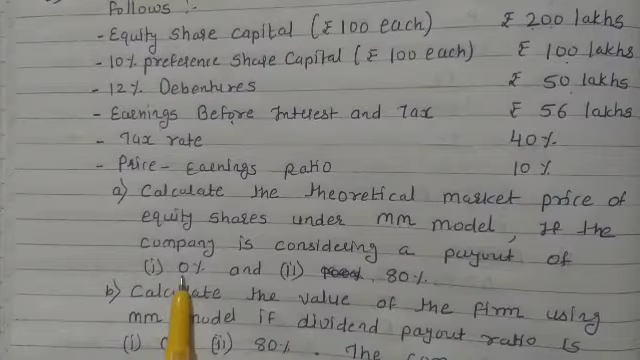 follows :-
- Equity share capital (₹ 100 each) ₹ 200 lakhs
- 10% preference share capital (₹ 100 each) ₹ 100 lakhs
- 12% Debentures ₹ 50 lakhs
- Earnings Before Interest and Tax ₹ 56 lakhs
- Tax rate 40%
- Price - Earnings Ratio 10%
a) Calculate the theoretical market price of
equity shares under mm model, If the
company is considering a payout of
(i) 0% and (ii) 80%.
b) Calculate the value of the firm using
mm model if dividend payout ratio is
(i) (ii) 80%. The